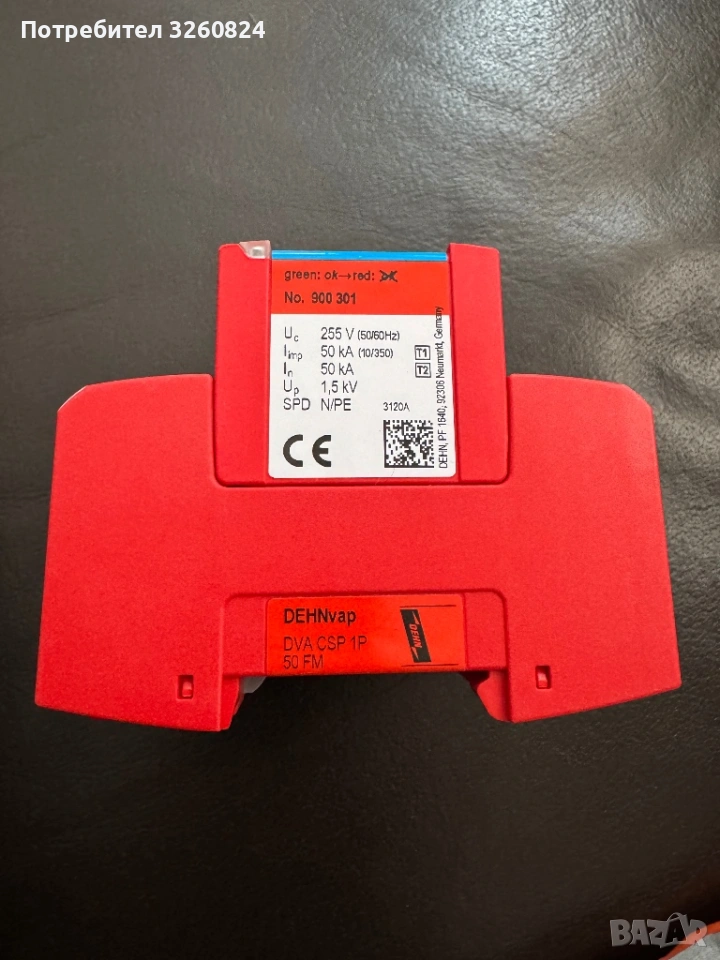 Потребител 3260824
green: ok→red:
No. 900 301
Uc 255 V (50/60Hz)
Iimp 50 kA (10/350) T1
In 50 kA T2
Up 1,5 kV
SPD N/PE 3120A
CE
DEHN, PF 1640, 92306 Neumarkt, Germany
DEHNvap
DVA CSP 1P
50 FM
DEHN
BAZAR